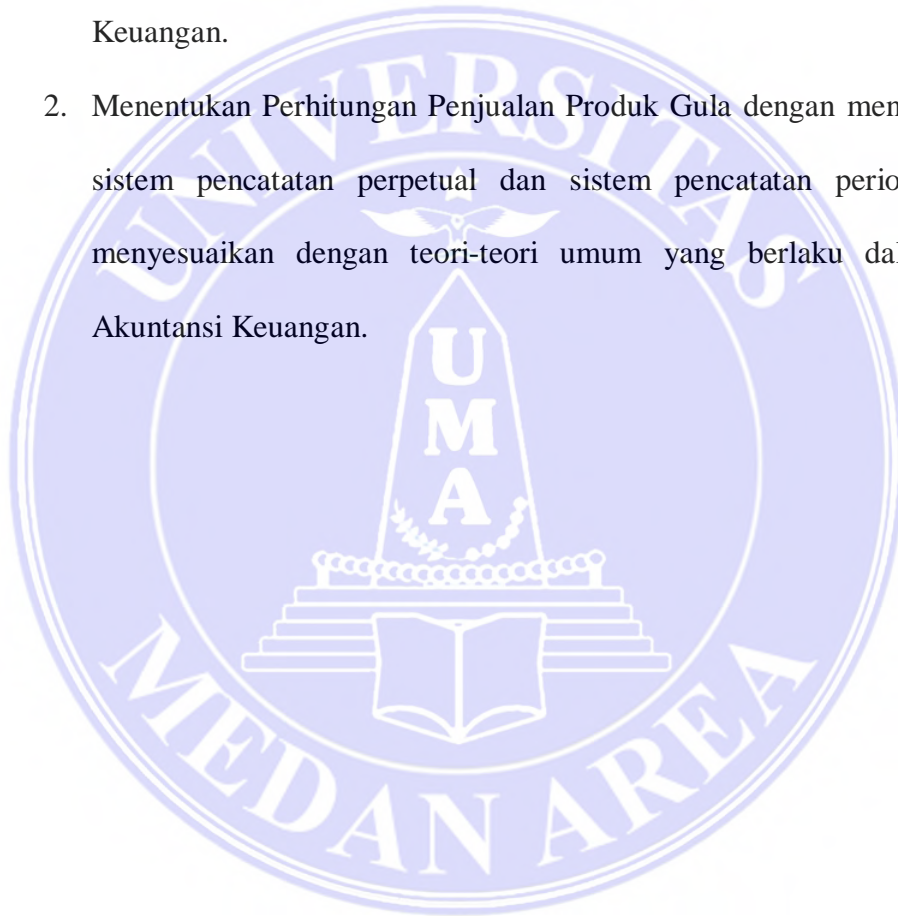 Keuangan.
2. Menentukan Perhitungan Penjualan Produk Gula dengan men
sistem pencatatan perpetual dan sistem pencatatan perio
menyesuaikan dengan teori-teori umum yang berlaku dal
Akuntansi Keuangan.
UNIVERSITAS
U
M
A
MEDAN AREA